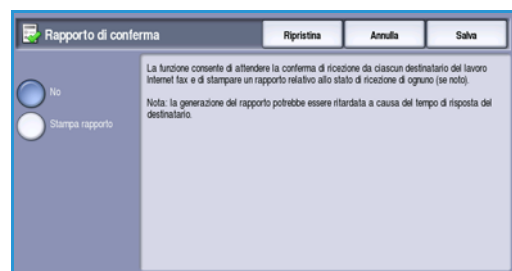 Rapporto di conferma
Ripristina
Annulla
Salva
No
Stampa rapporto
La funzione consente di attendere la conferma di ricezione da ciascun destinatario del lavoro
Internet fax e di stampare un rapporto relativo allo stato di ricezione di ognuno (se noto).
Nota: la generazione del rapporto potrebbe essere ritardata a causa del tempo di risposta del
destinatario.